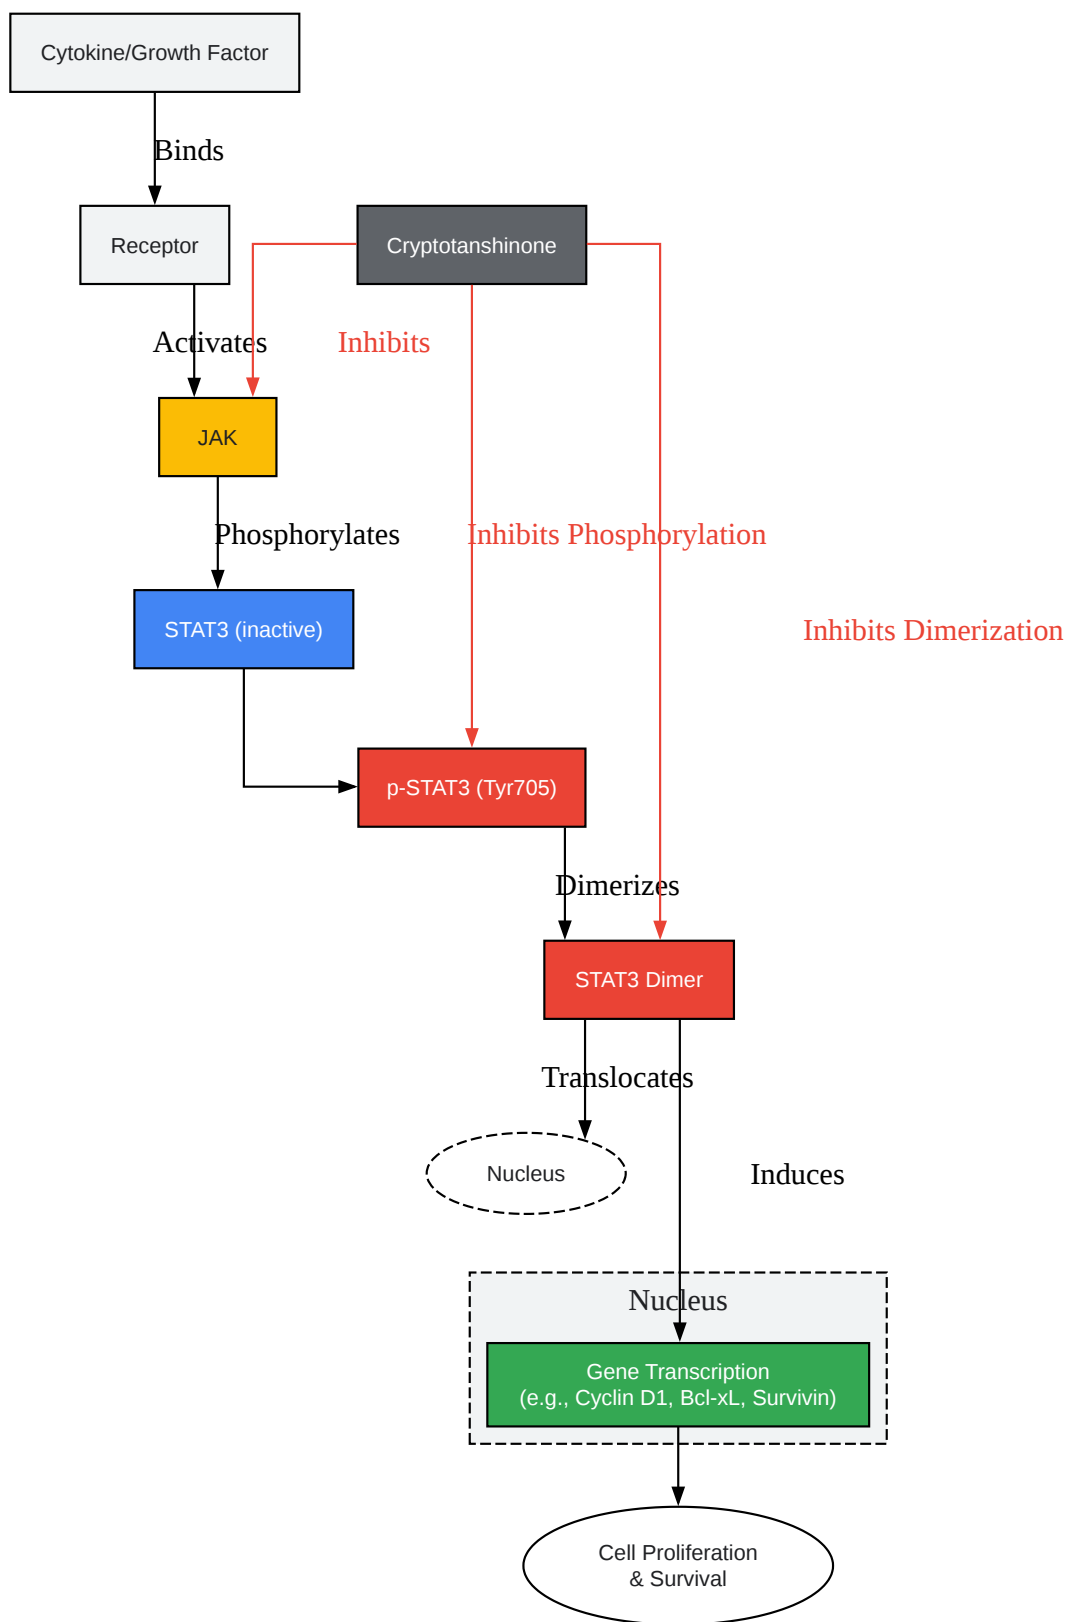 Cytokine/Growth Factor
Binds
Receptor
Cryptotanshinone
Activates
Inhibits
JAK
Phosphorylates
Inhibits Phosphorylation
STAT3 (inactive)
Inhibits Dimerization
p-STAT3 (Tyr705)
Dimerizes
STAT3 Dimer
Translocates
Nucleus
Induces
Nucleus
Gene Transcription
(e.g., Cyclin D1, Bcl-xL, Survivin)
Cell Proliferation
& Survival